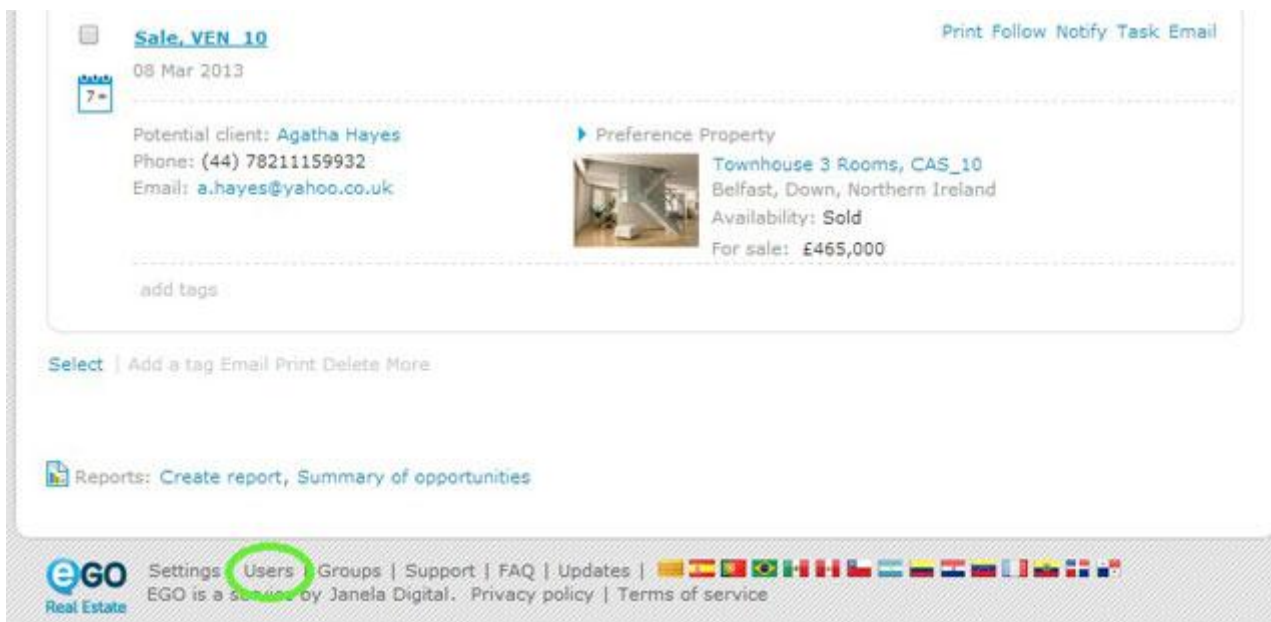 Sale, VEN_10
Print Follow Notify Task Email
08 Mar 2013
7
Potential client: Agatha Hayes
Phone: (44) 78211159932
Email: a.hayes@yahoo.co.uk
Preference Property
Townhouse 3 Rooms, CAS_10
Belfast, Down, Northern Ireland
Availability: Sold
For sale: £465,000
add tags
Select | Add a tag Email Print Delete More
Reports: Create report, Summary of opportunities
eGO
Real Estate
Settings | Users | Groups | Support | FAQ | Updates |
EGO is a service by Janela Digital. Privacy policy | Terms of service